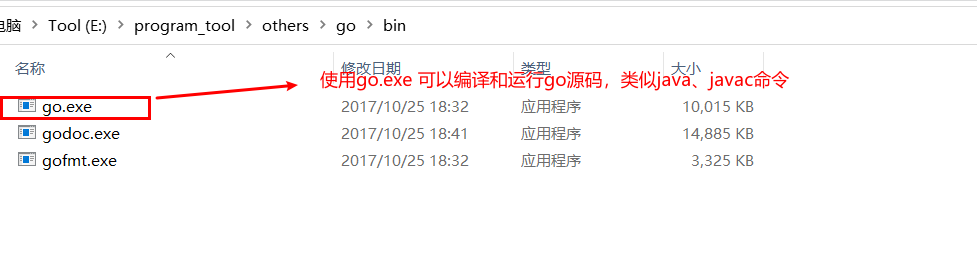 电脑 > Tool (E:) > program_tool > others > go > bin
名称 修改日期 类型 大小
使用go.exe 可以编译和运行go源码，类似java、javac命令
go.exe 2017/10/25 18:32 应用程序 10,015 KB
godoc.exe 2017/10/25 18:41 应用程序 14,885 KB
gofmt.exe 2017/10/25 18:32 应用程序 3,325 KB